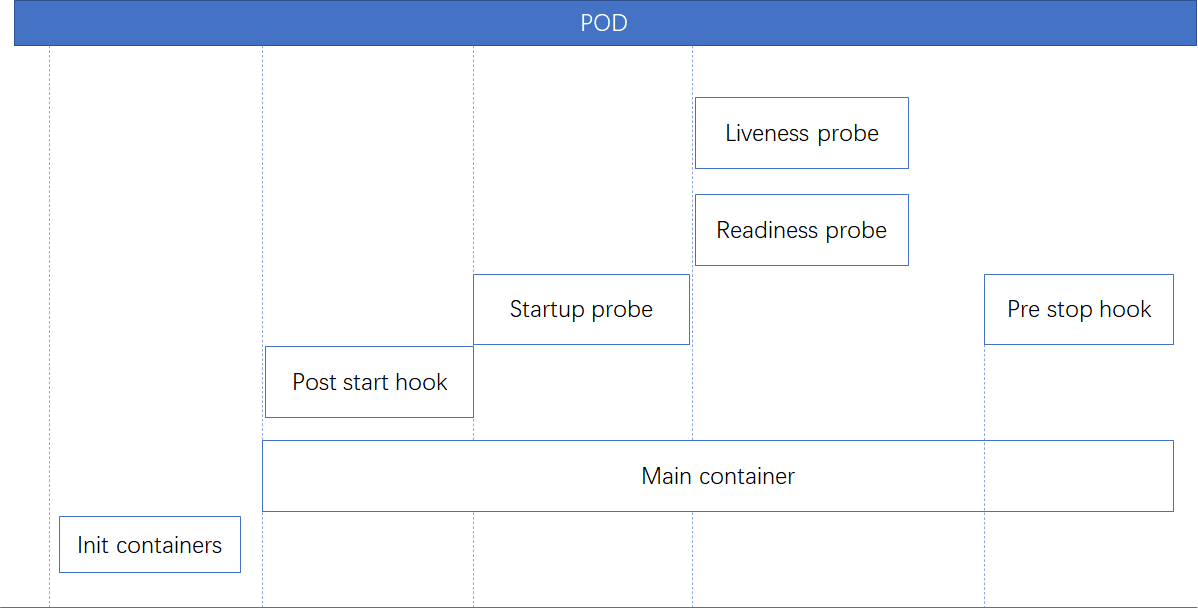 POD
Liveness probe
Readiness probe
Startup probe
Pre stop hook
Post start hook
Main container
Init containers